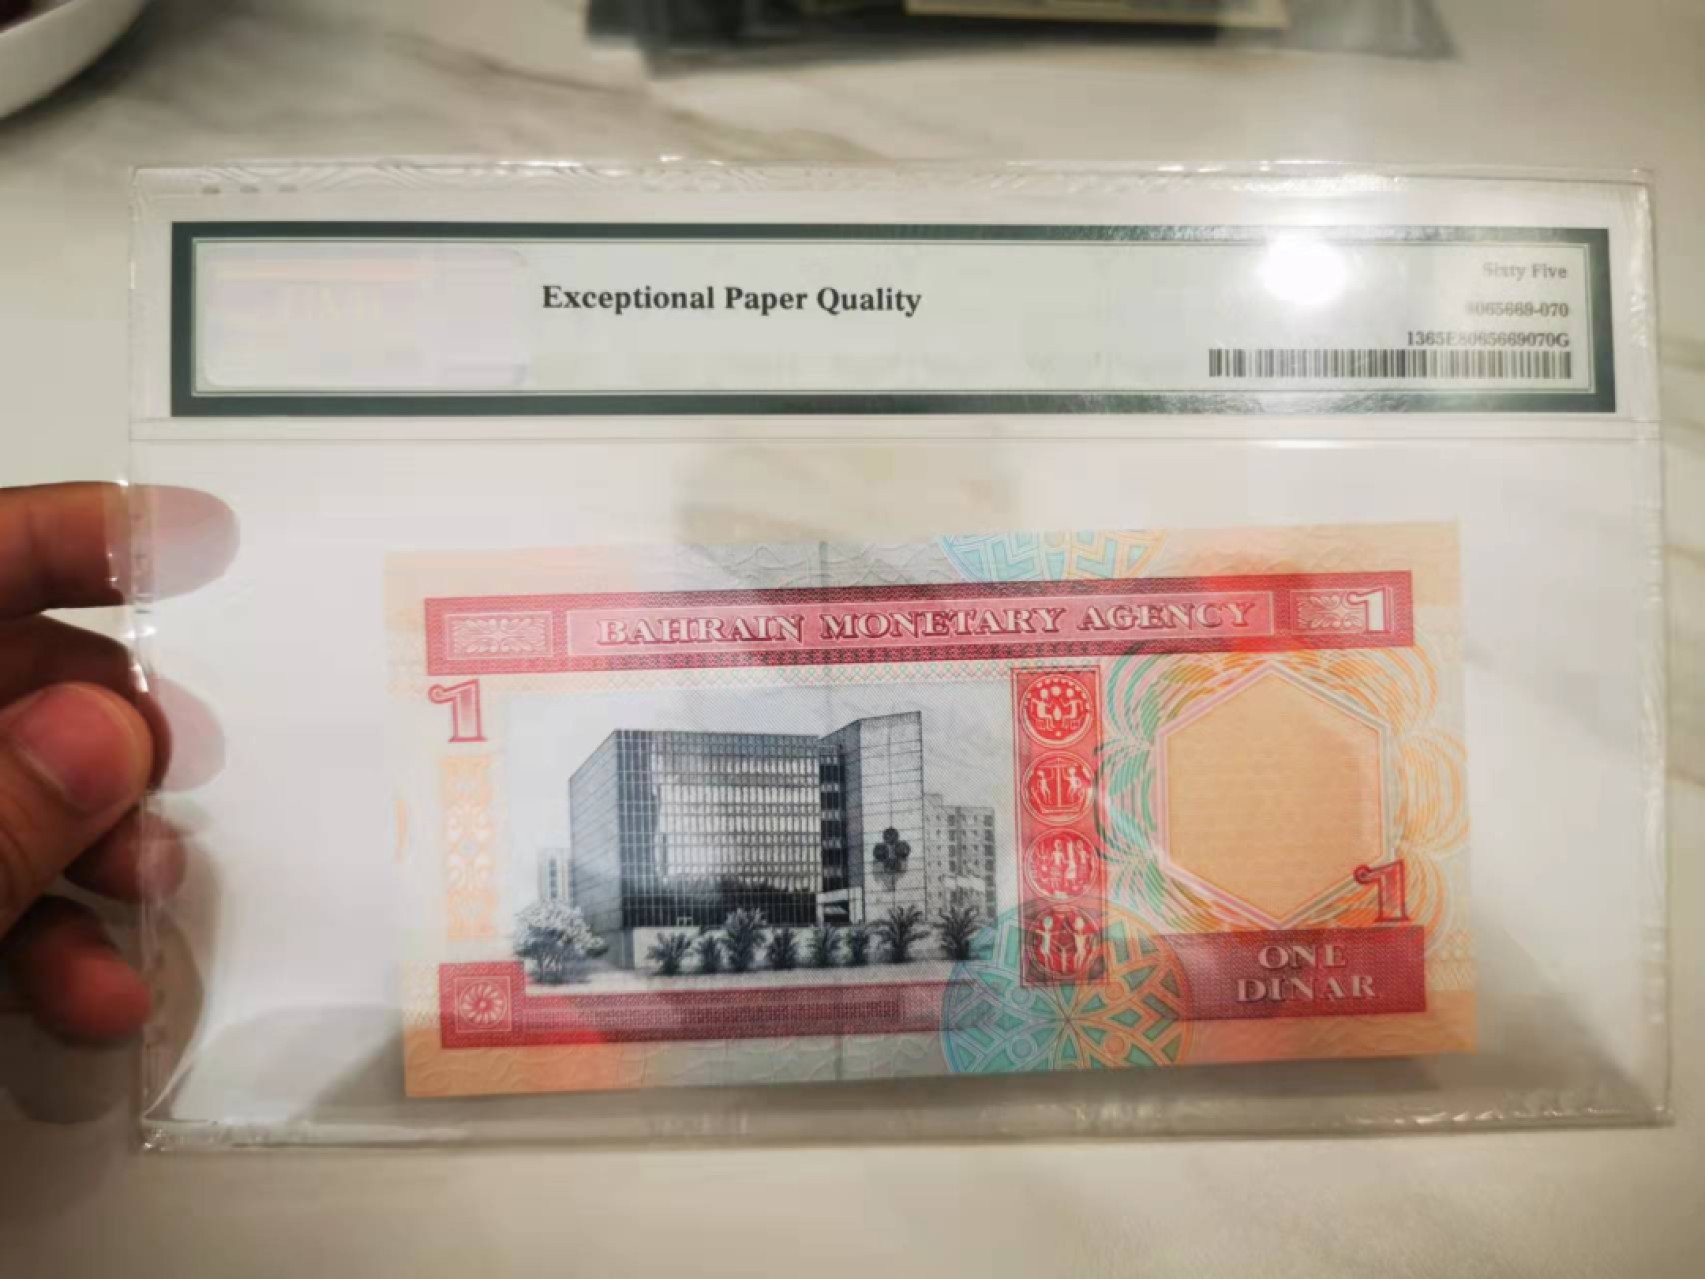 Exceptional Paper Quality
Sixty Five
8065669-070
1365E8065669070G
BAHRAIN MONETARY AGENCY
1
1
1
ONE
DINAR